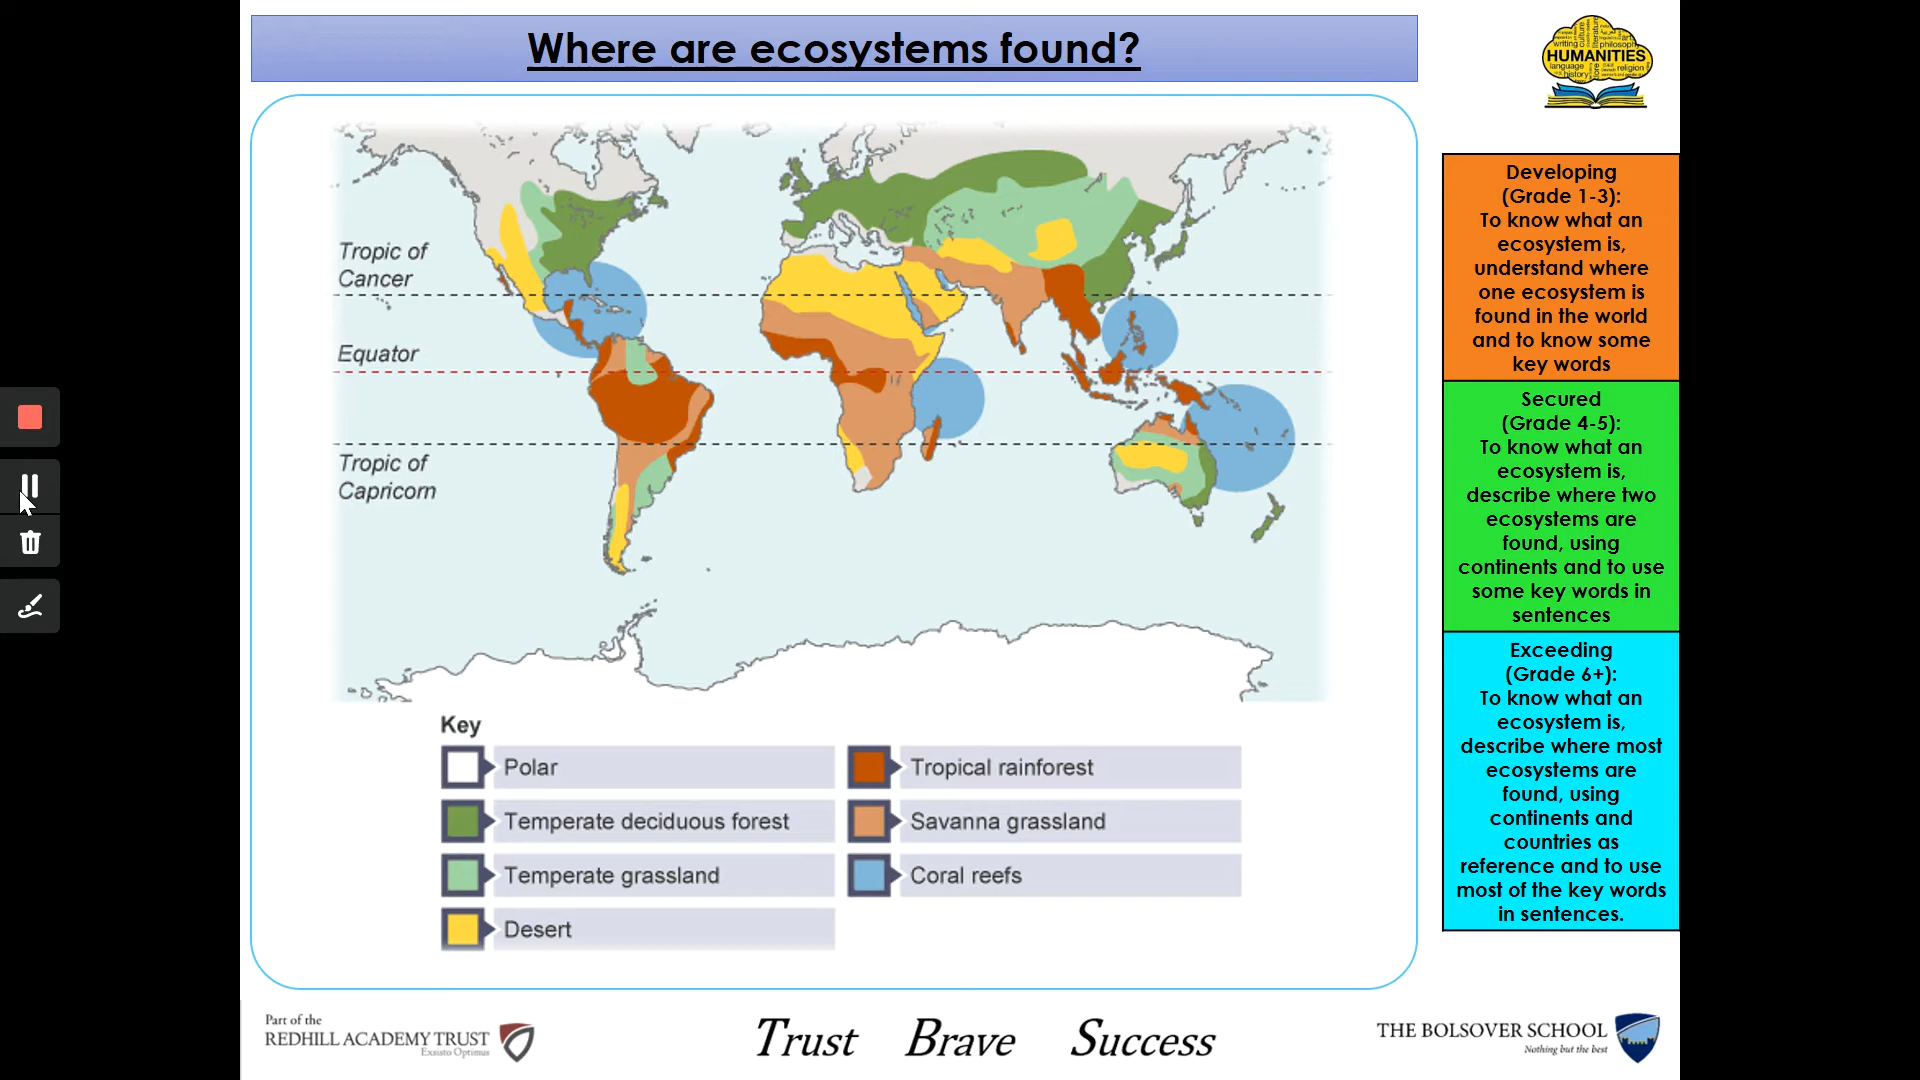 Where are ecosystems found?
writing
philosoph
HUMANITIES
language
religion
history
Developing
(Grade 1-3):
To know what an
ecosystem is,
understand where
one ecosystem is
found in the world
and to know some
key words
Secured
(Grade 4-5):
To know what an
ecosystem is,
describe where two
ecosystems are
found, using
continents and to use
some key words in
sentences
Exceeding
(Grade 6+):
To know what an
ecosystem is,
describe where most
ecosystems are
found, using
continents and
countries as
reference and to use
most of the key words
in sentences.
Tropic of
Cancer
Equator
Tropic of
Capricorn
Key
Polar
Temperate deciduous forest
Temperate grassland
Desert
Tropical rainforest
Savanna grassland
Coral reefs
Part of the
REDHILL ACADEMY TRUST
Exsisto Optimus
Trust Brave Success
THE BOLSOVER SCHOOL
Nothing but the best